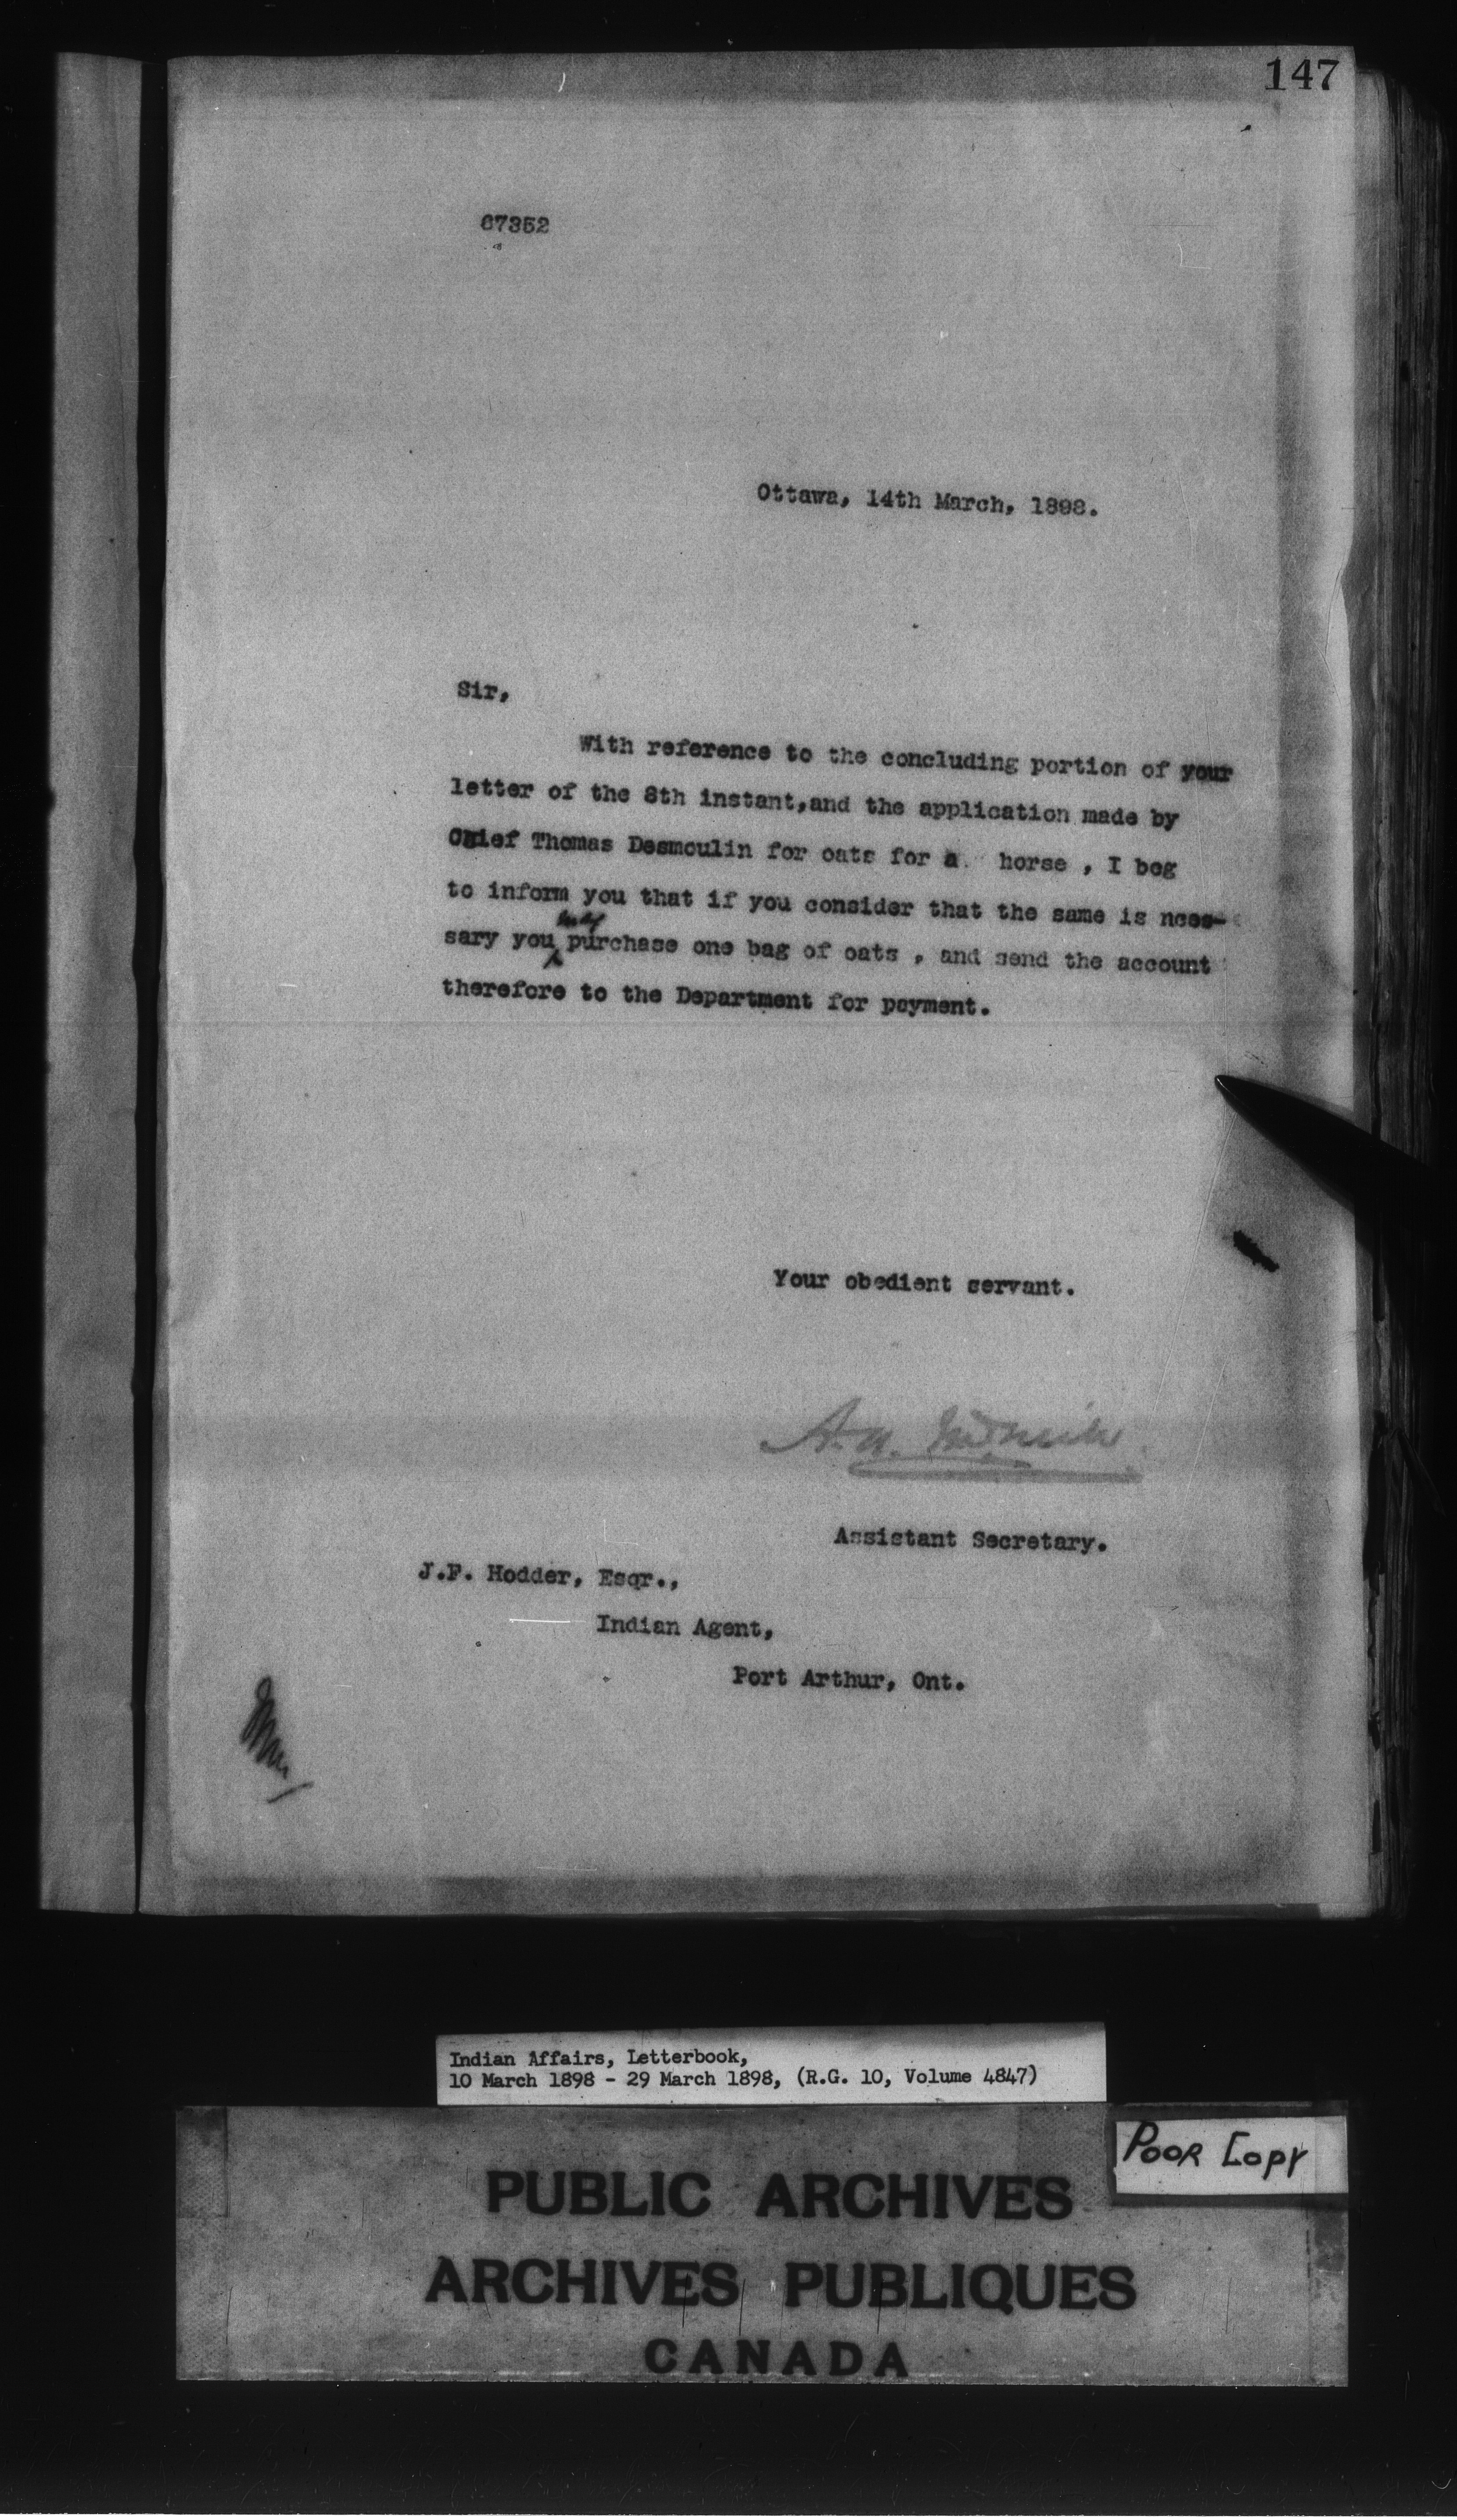 147
67352
Ottawa, 14th March, 1898.
Sir,
With reference to the concluding portion of your
letter of the 8th instant,and the application made by
Chief Thomas Desmoulin for oats for a horse , I beg
to inform you that if you consider that the same is nces-
sary you may purchase one bag of oats , and send the account
therefore to the Department for payment.
Your obedient servant.
A.N. McNeill
Assistant Secretary.
J.F. Hodder, Esqr.,
Indian Agent,
Port Arthur, Ont.
Indian Affairs, Letterbook,
10 March 1898 - 29 March 1898, (R.G. 10, Volume 4847)
Poor Copy
PUBLIC ARCHIVES
ARCHIVES PUBLIQUES
CANADA